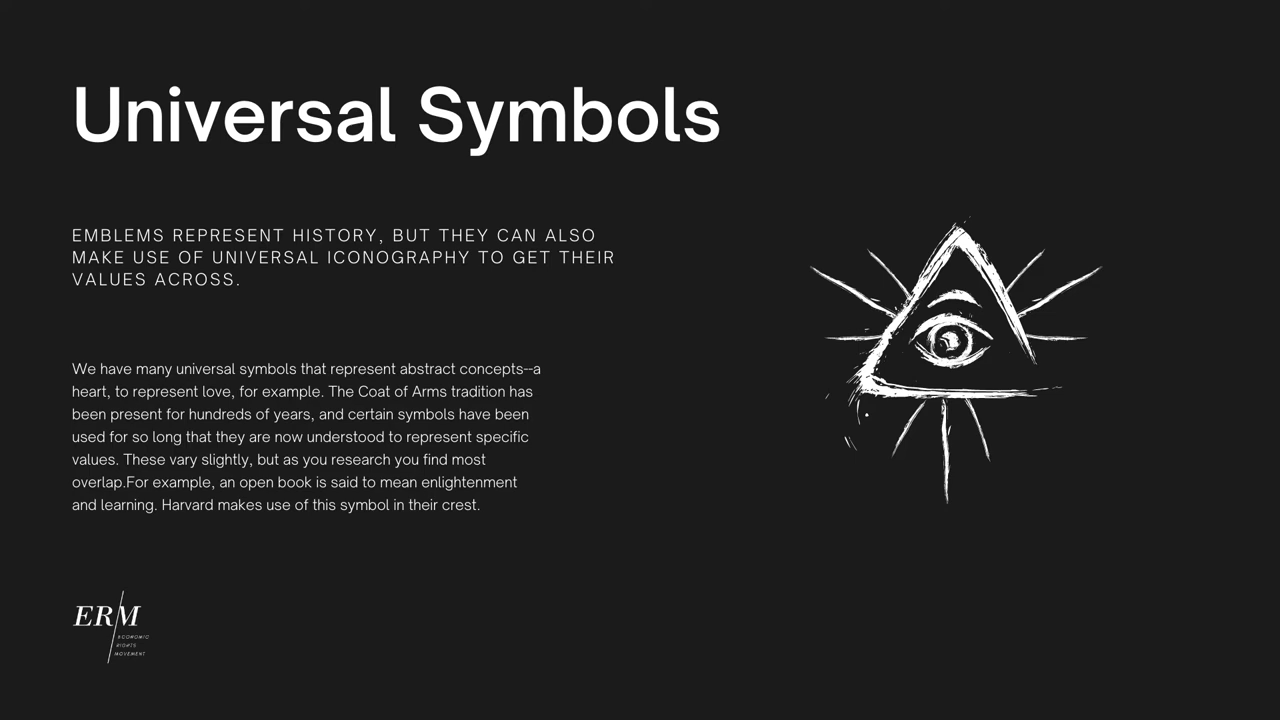 Universal Symbols
EMBLEMS REPRESENT HISTORY, BUT THEY CAN ALSO
MAKE USE OF UNIVERSAL ICONOGRAPHY TO GET THEIR
VALUES ACROSS.
We have many universal symbols that represent abstract concepts--a
heart, to represent love, for example. The Coat of Arms tradition has
been present for hundreds of years, and certain symbols have been
used for so long that they are now understood to represent specific
values. These vary slightly, but as you research you find most
overlap.For example, an open book is said to mean enlightenment
and learning. Harvard makes use of this symbol in their crest.
ERM
ECONOMIC
RIGHTS
MOVEMENT